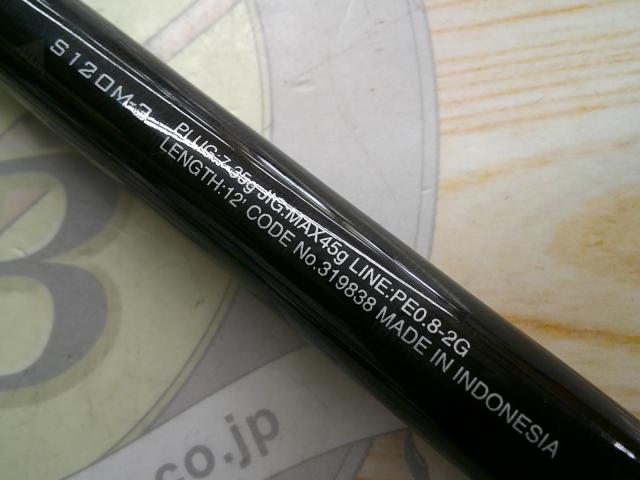 S120M-3 PLUG:7-35g JIG:MAX45g LINE:PE0.8-2G
LENGTH:12' CODE No.319838 MADE IN INDONESIA
co.jp